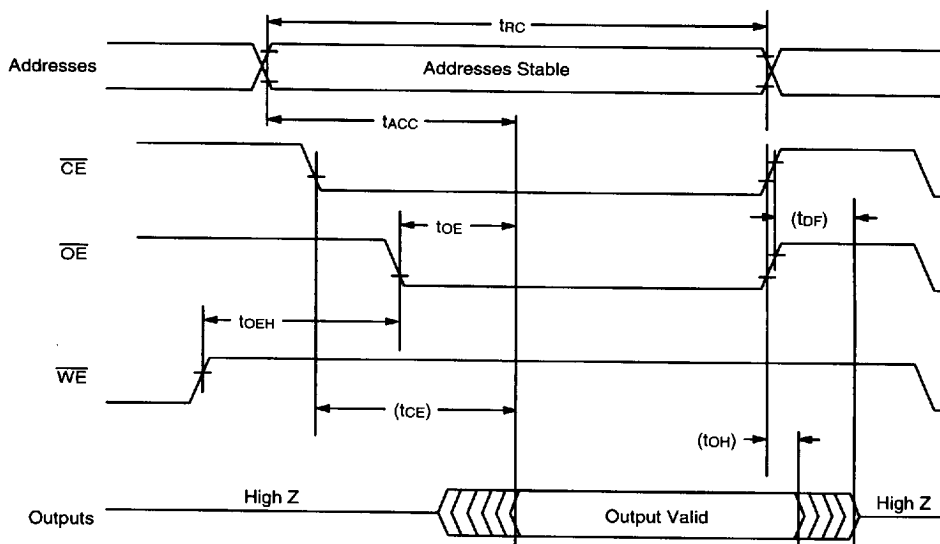 tRC
Addresses
Addresses Stable
tACC
CE
tOE
(tDF)
OE
tOEH
WE
(tCE)
(tOH)
High Z
High Z
Outputs
Output Valid